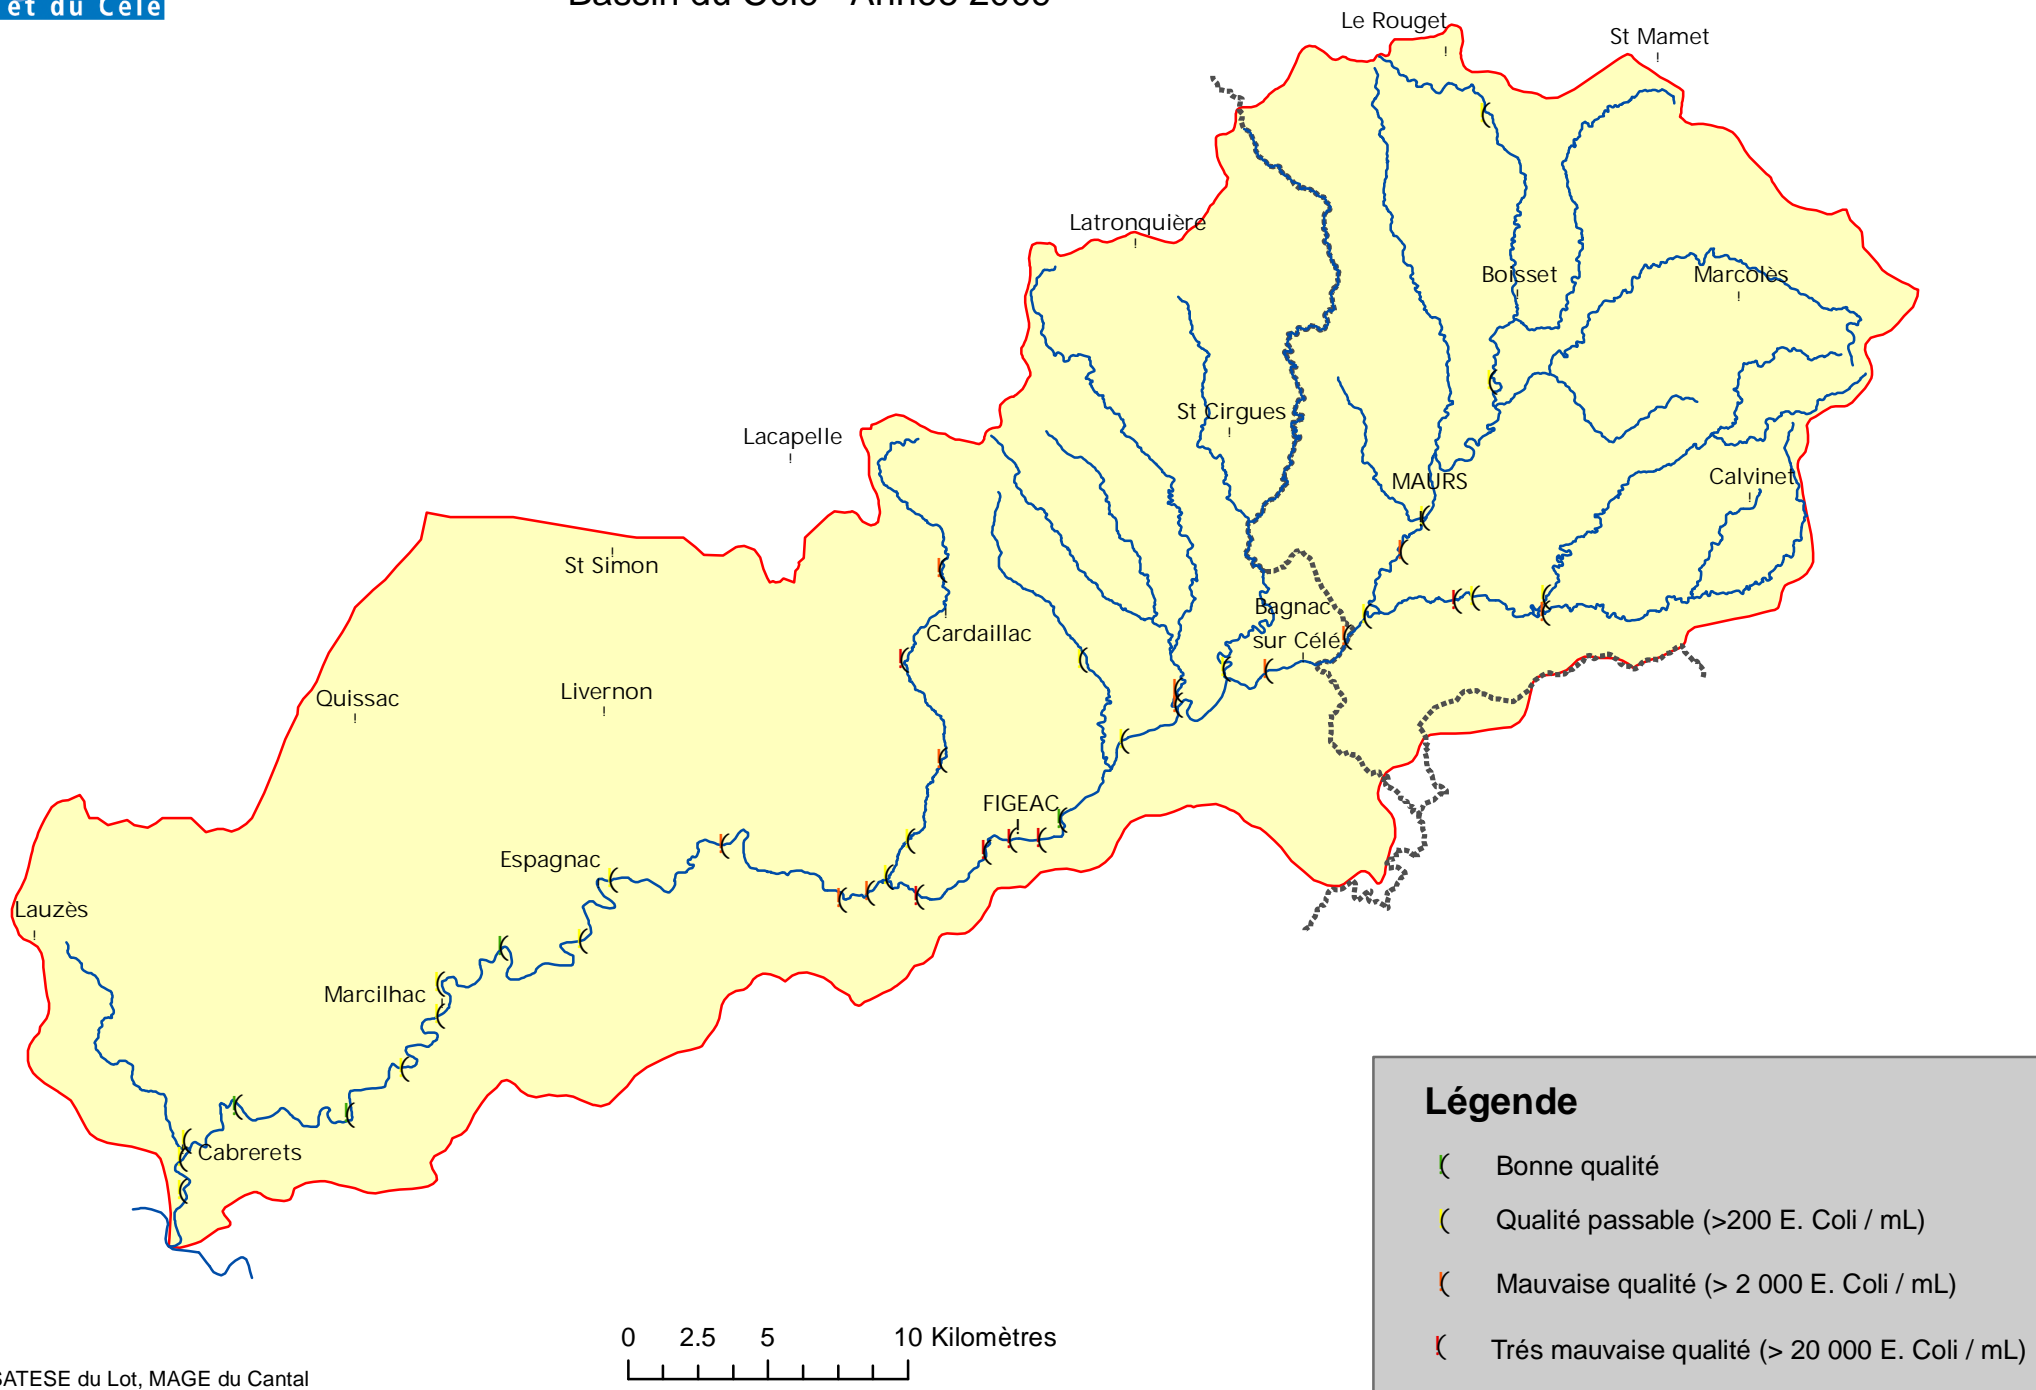 et du Célé
Le Rouget
St Mamet
Latronquière
Boisset
Marcolès
St Cirgues
Lacapelle
MAURS
Calvinet
St Simon
Bagnac
sur Célé
Cardaillac
Livernon
Quissac
FIGEAC
Espagnac
Lauzès
Marcilhac
Cabrerets
Légende
Bonne qualité
Qualité passable (>200 E. Coli / mL)
Mauvaise qualité (> 2 000 E. Coli / mL)
Trés mauvaise qualité (> 20 000 E. Coli / mL)
0 2.5 5 10 Kilomètres
SATESE du Lot, MAGE du Cantal